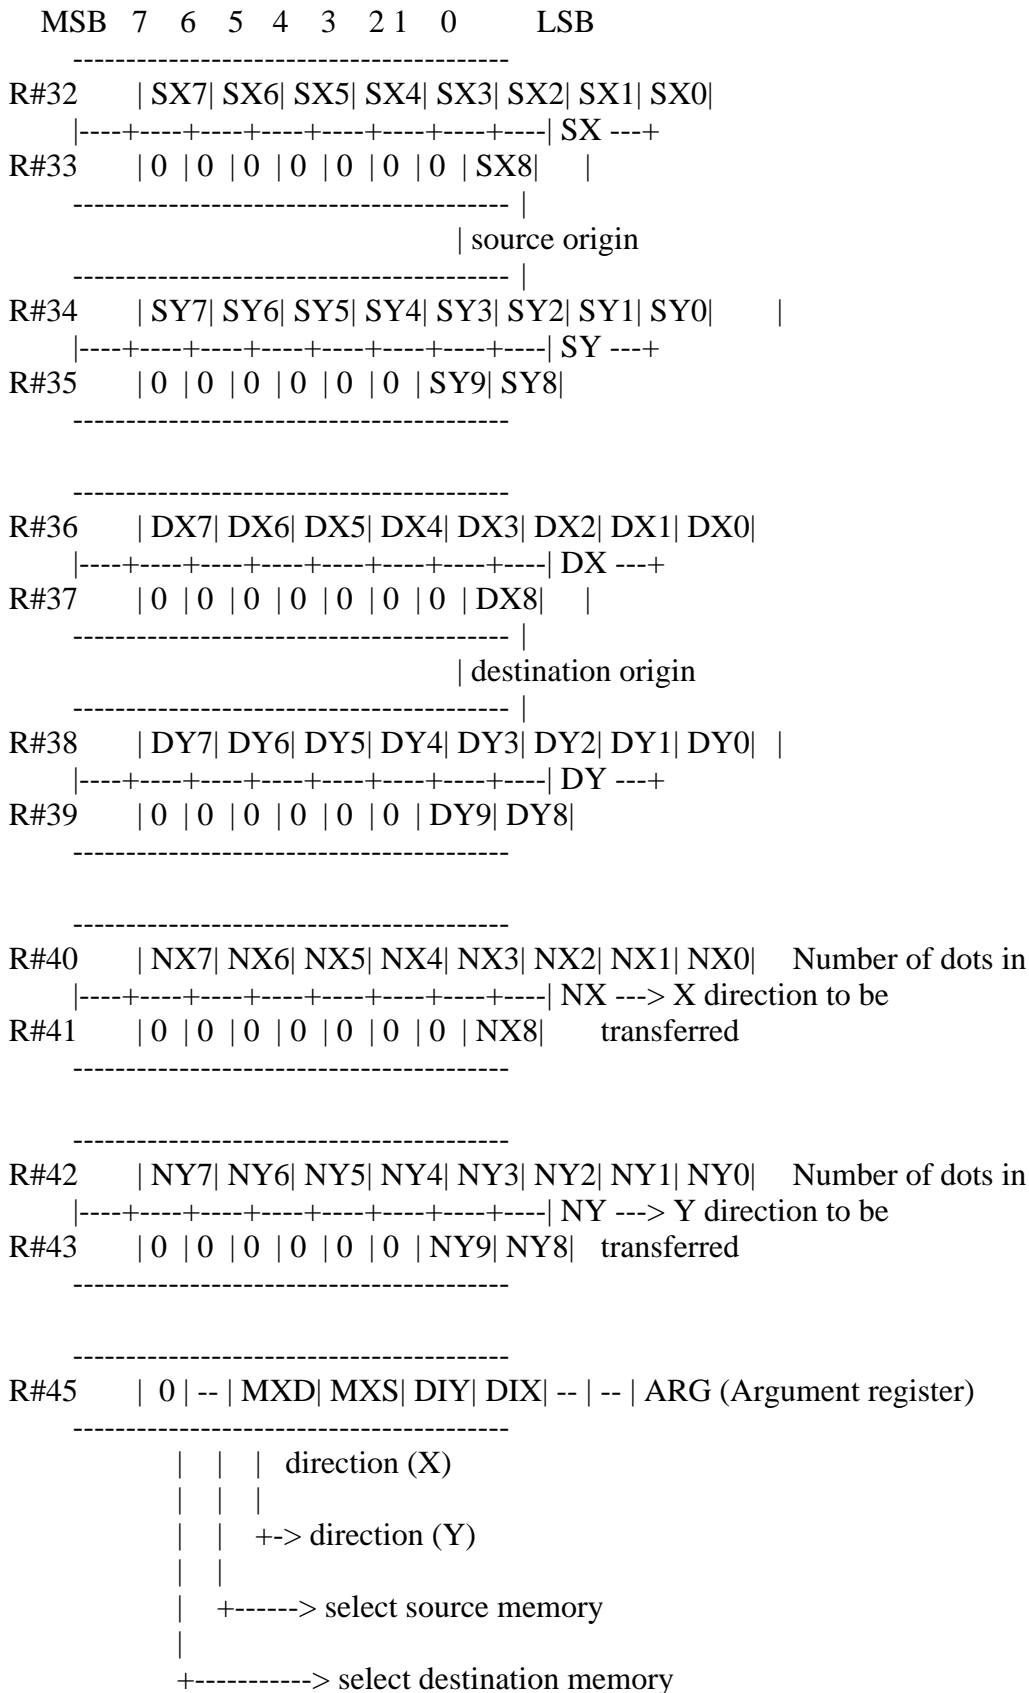 MSB 7 6 5 4 3 2 1 0 LSB
-----------------------------------------
R#32 | SX7| SX6| SX5| SX4| SX3| SX2| SX1| SX0|
|----+----+----+----+----+----+----+----| SX ---+
R#33 | 0 | 0 | 0 | 0 | 0 | 0 | 0 | SX8| |
----------------------------------------- |
| source origin
----------------------------------------- |
R#34 | SY7| SY6| SY5| SY4| SY3| SY2| SY1| SY0| |
|----+----+----+----+----+----+----+----| SY ---+
R#35 | 0 | 0 | 0 | 0 | 0 | 0 | SY9| SY8|
-----------------------------------------
-----------------------------------------
R#36 | DX7| DX6| DX5| DX4| DX3| DX2| DX1| DX0|
|----+----+----+----+----+----+----+----| DX ---+
R#37 | 0 | 0 | 0 | 0 | 0 | 0 | 0 | DX8| |
----------------------------------------- |
| destination origin
----------------------------------------- |
R#38 | DY7| DY6| DY5| DY4| DY3| DY2| DY1| DY0| |
|----+----+----+----+----+----+----+----| DY ---+
R#39 | 0 | 0 | 0 | 0 | 0 | 0 | DY9| DY8|
-----------------------------------------
-----------------------------------------
R#40 | NX7| NX6| NX5| NX4| NX3| NX2| NX1| NX0| Number of dots in
|----+----+----+----+----+----+----+----| NX ---> X direction to be
R#41 | 0 | 0 | 0 | 0 | 0 | 0 | 0 | NX8| transferred
-----------------------------------------
-----------------------------------------
R#42 | NY7| NY6| NY5| NY4| NY3| NY2| NY1| NY0| Number of dots in
|----+----+----+----+----+----+----+----| NY ---> Y direction to be
R#43 | 0 | 0 | 0 | 0 | 0 | 0 | NY9| NY8| transferred
-----------------------------------------
-----------------------------------------
R#45 | 0 | -- | MXD| MXS| DIY| DIX| -- | -- | ARG (Argument register)
-----------------------------------------
| | | direction (X)
| | |
| | +-> direction (Y)
| |
| +------> select source memory
|
+-----------> select destination memory